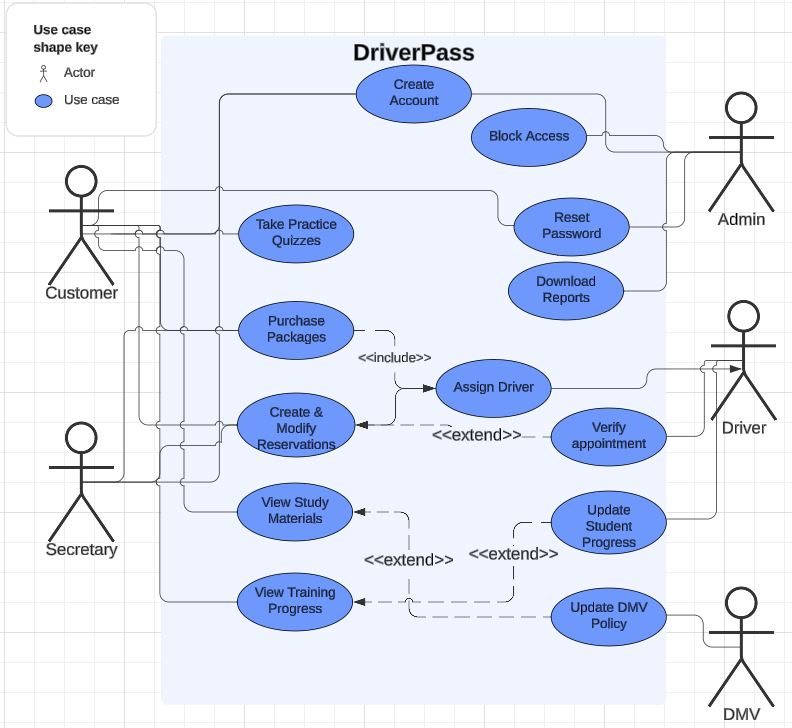 Use case
shape key
Actor
Use case
DriverPass
Create
Account
Block Access
Admin
Customer
Take Practice
Quizzes
Reset
Password
Download
Reports
Purchase
Packages
<<include>>
Assign Driver
Driver
Create &
Modify
Reservations
<<extend>>
Verify
appointment
Secretary
View Study
Materials
Update
Student
Progress
<<extend>>
<<extend>>
View Training
Progress
Update DMV
Policy
DMV